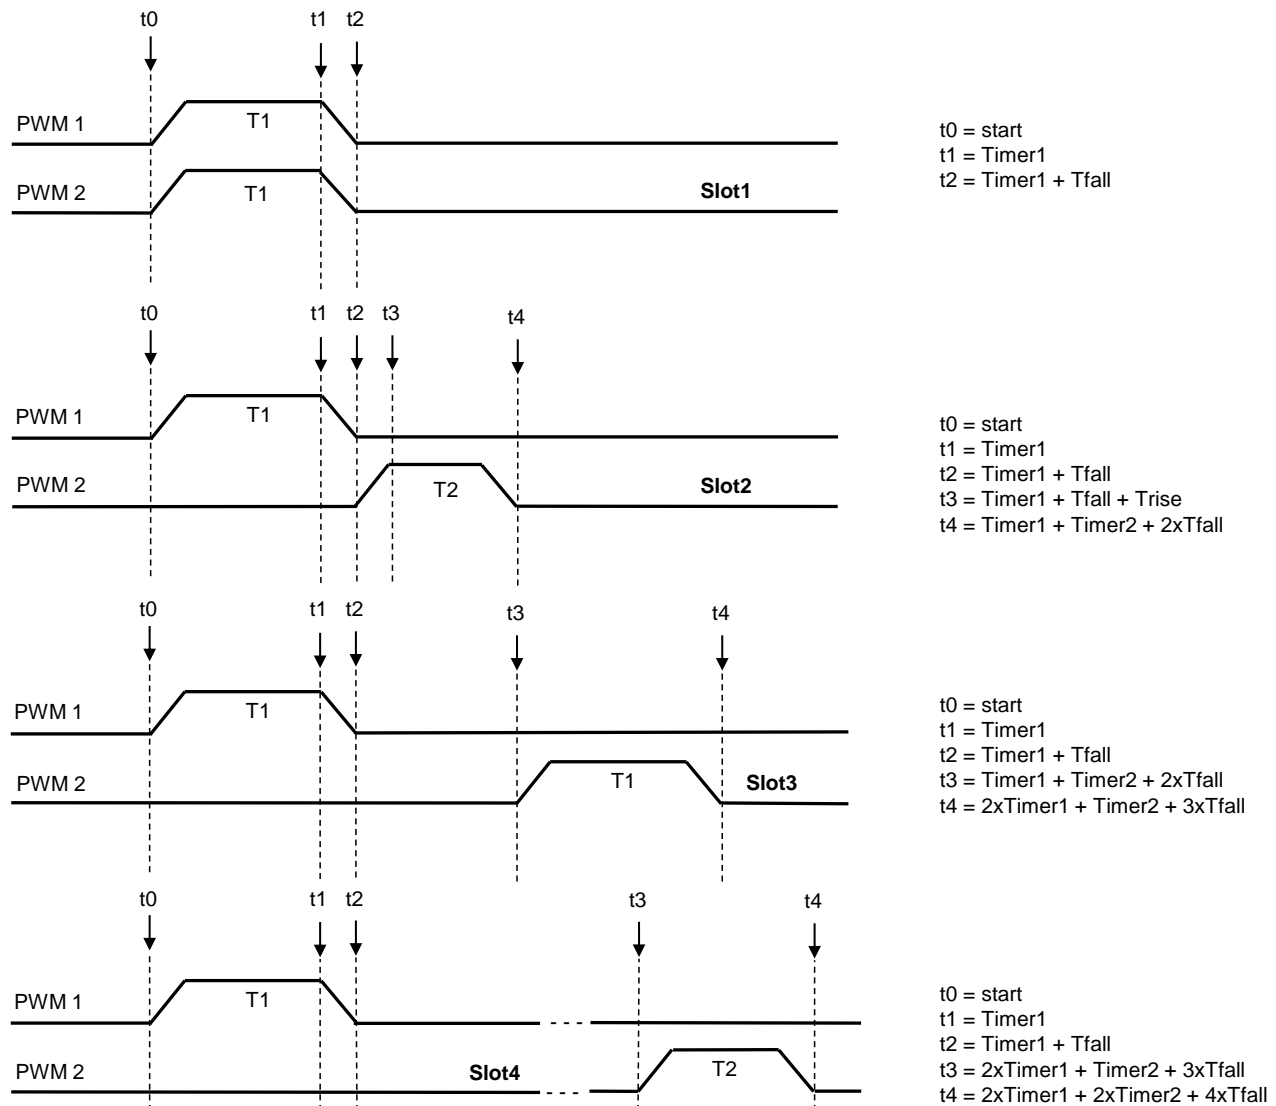 t0 t1 t2
PWM 1 T1
PWM 2 T1 Slot1
t0 = start
t1 = Timer1
t2 = Timer1 + Tfall
t0 t1 t2 t3 t4
PWM 1 T1
PWM 2 T2 Slot2
t0 = start
t1 = Timer1
t2 = Timer1 + Tfall
t3 = Timer1 + Tfall + Trise
t4 = Timer1 + Timer2 + 2xTfall
t0 t1 t2 t3 t4
PWM 1 T1
PWM 2 T1 Slot3
t0 = start
t1 = Timer1
t2 = Timer1 + Tfall
t3 = Timer1 + Timer2 + 2xTfall
t4 = 2xTimer1 + Timer2 + 3xTfall
t0 t1 t2 t3 t4
PWM 1 T1
PWM 2 Slot4 T2
t0 = start
t1 = Timer1
t2 = Timer1 + Tfall
t3 = 2xTimer1 + Timer2 + 3xTfall
t4 = 2xTimer1 + 2xTimer2 + 4xTfall